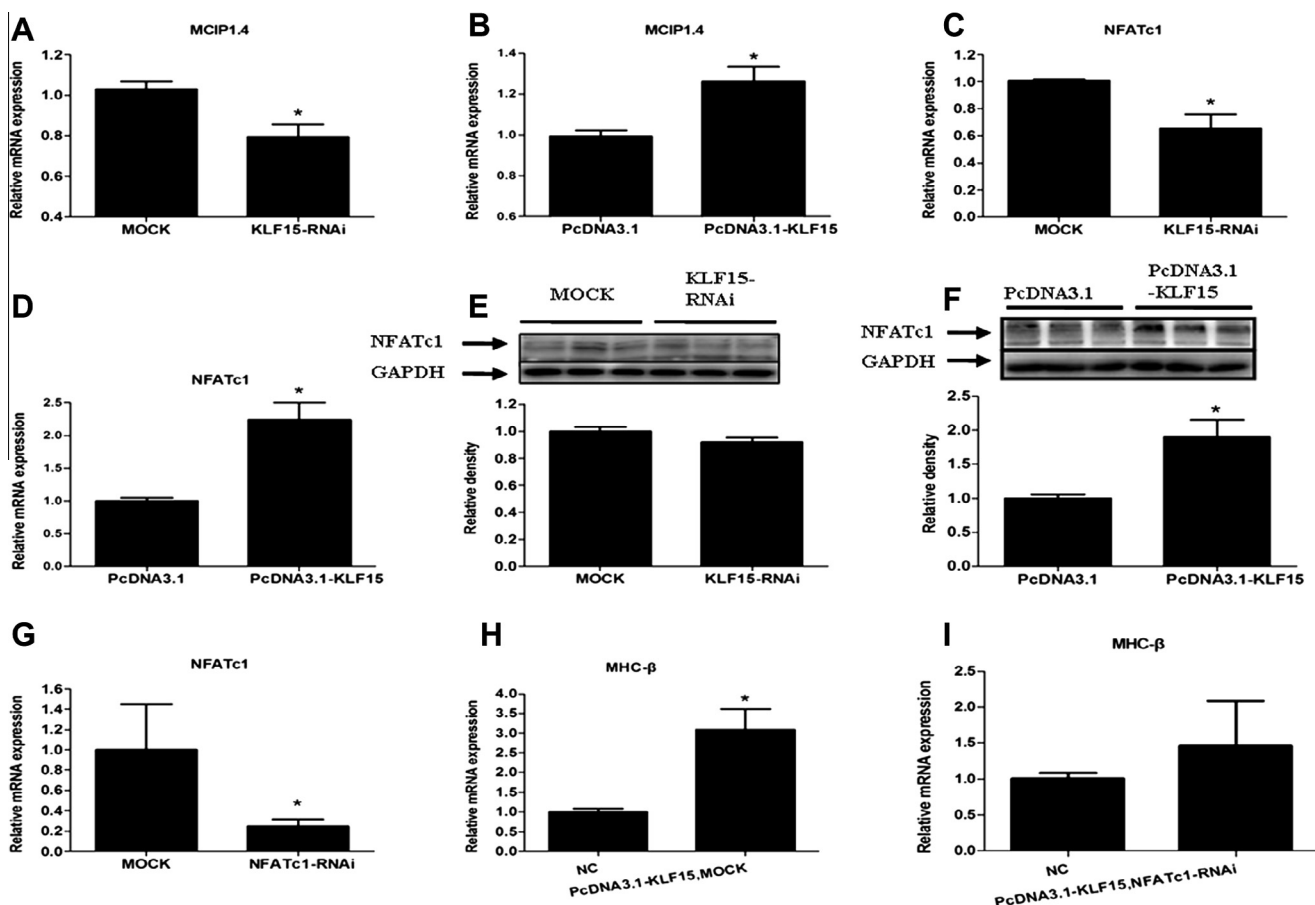 A
MCIP1.4
Relative mRNA expression
1.2
1.0
0.8
0.6
0.4
*
MOCK
KLF15-RNAi
B
MCIP1.4
Relative mRNA expression
1.4
1.2
1.0
0.8
0.6
*
PcDNA3.1
PcDNA3.1-KLF15
C
NFATc1
Relative mRNA expression
1.2
1.0
0.8
0.6
0.4
0.2
0.0
*
MOCK
KLF15-RNAi
D
NFATc1
Relative mRNA expression
2.5
2.0
1.5
1.0
0.5
0.0
*
PcDNA3.1
PcDNA3.1-KLF15
E
MOCK
KLF15-
RNAi
NFATc1
GAPDH
Relative density
1.2
1.0
0.8
0.6
0.4
0.2
0.0
MOCK
KLF15-RNAi
F
PcDNA3.1
PcDNA3.1
-KLF15
NFATc1
GAPDH
Relative density
2.5
2.0
1.5
1.0
0.5
0.0
*
PcDNA3.1
PcDNA3.1-KLF15
G
NFATc1
Relative mRNA expression
1.6
1.4
1.2
1.0
0.8
0.6
0.4
0.2
0.0
*
MOCK
NFATc1-RNAi
H
MHC-β
Relative mRNA expression
4.0
3.5
3.0
2.5
2.0
1.5
1.0
0.5
0.0
*
NC
PcDNA3.1-KLF15,MOCK
I
MHC-β
Relative mRNA expression
2.5
2.0
1.5
1.0
0.5
0.0
NC
PcDNA3.1-KLF15,NFATc1-RNAi